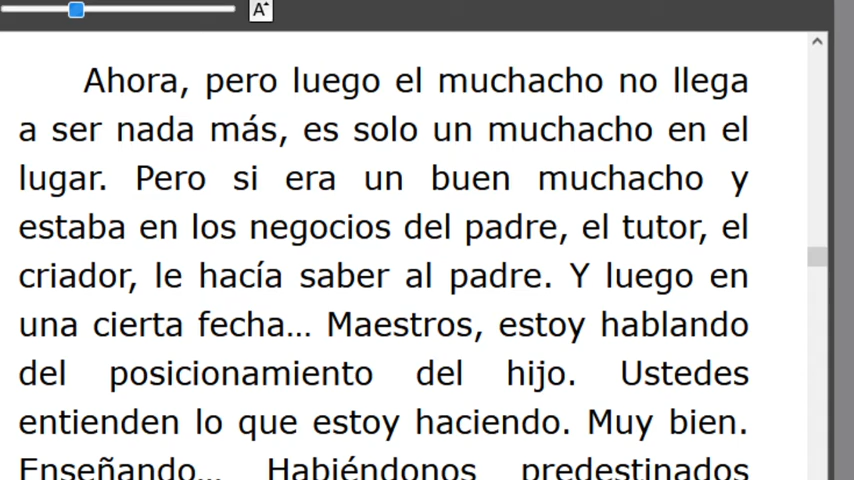 A
Ahora, pero luego el muchacho no llega
a ser nada más, es solo un muchacho en el
lugar. Pero si era un buen muchacho y
estaba en los negocios del padre, el tutor, el
criador, le hacía saber al padre. Y luego en
una cierta fecha… Maestros, estoy hablando
del posicionamiento del hijo. Ustedes
entienden lo que estoy haciendo. Muy bien.
Enseñando… Habiéndonos predestinados